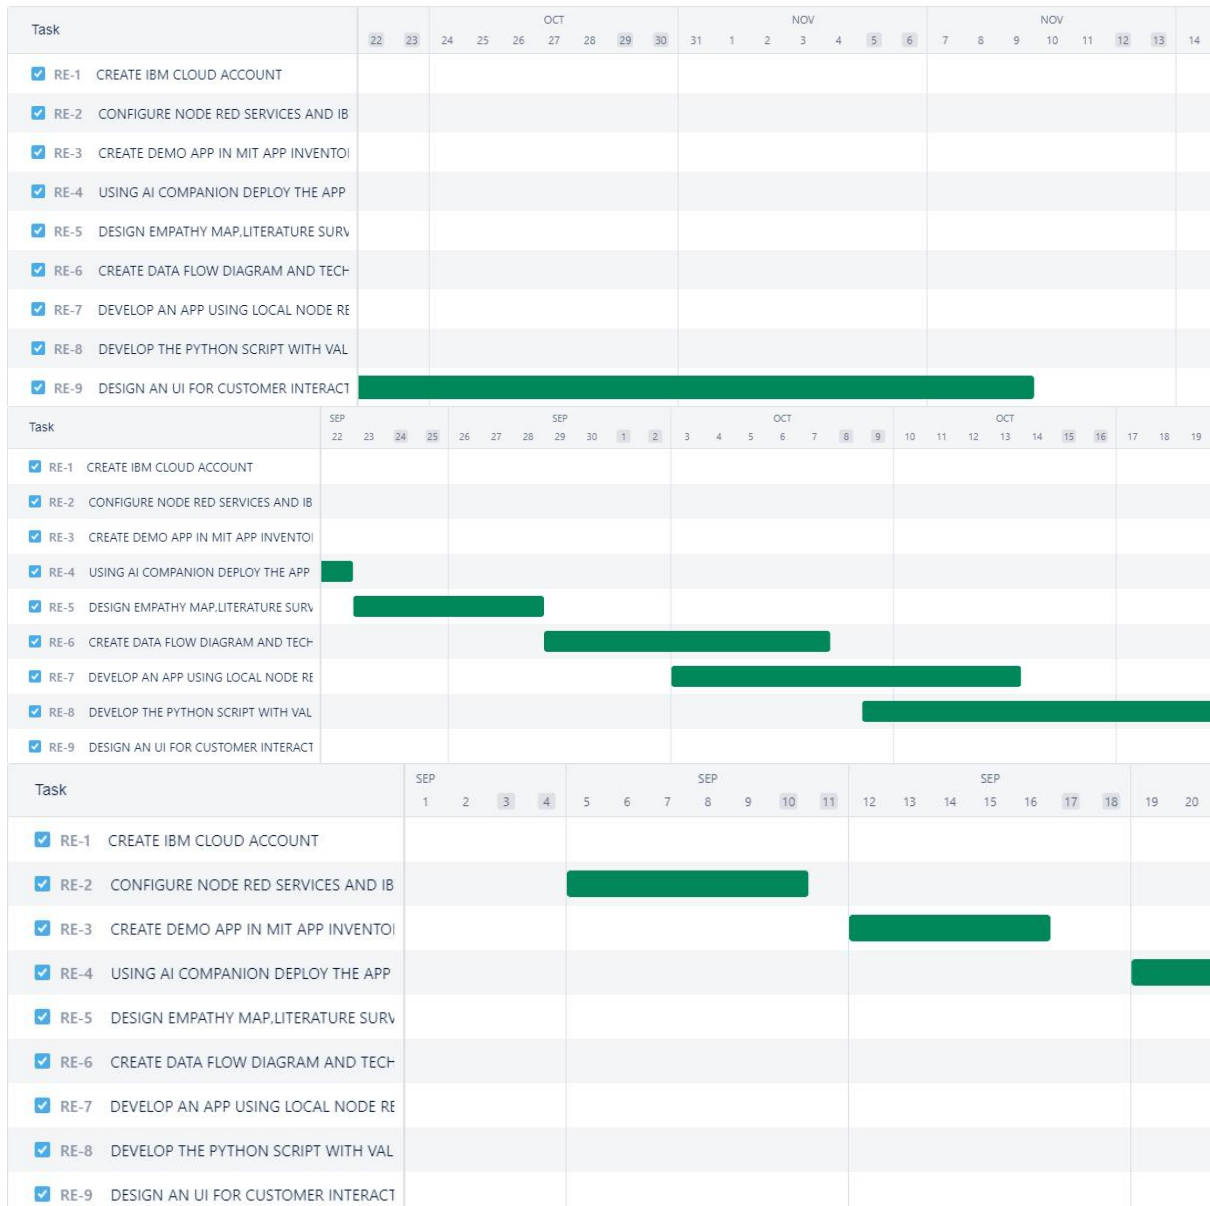 OCT NOV NOV
Task
22 23 24 25 26 27 28 29 30 31 1 2 3 4 5 6 7 8 9 10 11 12 13 14
RE-1 CREATE IBM CLOUD ACCOUNT
RE-2 CONFIGURE NODE RED SERVICES AND IB
RE-3 CREATE DEMO APP IN MIT APP INVENTO
RE-4 USING AI COMPANION DEPLOY THE APP
RE-5 DESIGN EMPATHY MAP,LITERATURE SURV
RE-6 CREATE DATA FLOW DIAGRAM AND TECH
RE-7 DEVELOP AN APP USING LOCAL NODE RE
RE-8 DEVELOP THE PYTHON SCRIPT WITH VAL
RE-9 DESIGN AN UI FOR CUSTOMER INTERACT
SEP SEP OCT OCT
Task
22 23 24 25 26 27 28 29 30 1 2 3 4 5 6 7 8 9 10 11 12 13 14 15 16 17 18 19
RE-1 CREATE IBM CLOUD ACCOUNT
RE-2 CONFIGURE NODE RED SERVICES AND IB
RE-3 CREATE DEMO APP IN MIT APP INVENTO
RE-4 USING AI COMPANION DEPLOY THE APP
RE-5 DESIGN EMPATHY MAP,LITERATURE SURV
RE-6 CREATE DATA FLOW DIAGRAM AND TECH
RE-7 DEVELOP AN APP USING LOCAL NODE RE
RE-8 DEVELOP THE PYTHON SCRIPT WITH VAL
RE-9 DESIGN AN UI FOR CUSTOMER INTERACT
SEP SEP SEP
Task
1 2 3 4 5 6 7 8 9 10 11 12 13 14 15 16 17 18 19 20
RE-1 CREATE IBM CLOUD ACCOUNT
RE-2 CONFIGURE NODE RED SERVICES AND IB
RE-3 CREATE DEMO APP IN MIT APP INVENTO
RE-4 USING AI COMPANION DEPLOY THE APP
RE-5 DESIGN EMPATHY MAP,LITERATURE SURV
RE-6 CREATE DATA FLOW DIAGRAM AND TECH
RE-7 DEVELOP AN APP USING LOCAL NODE RE
RE-8 DEVELOP THE PYTHON SCRIPT WITH VAL
RE-9 DESIGN AN UI FOR CUSTOMER INTERACT